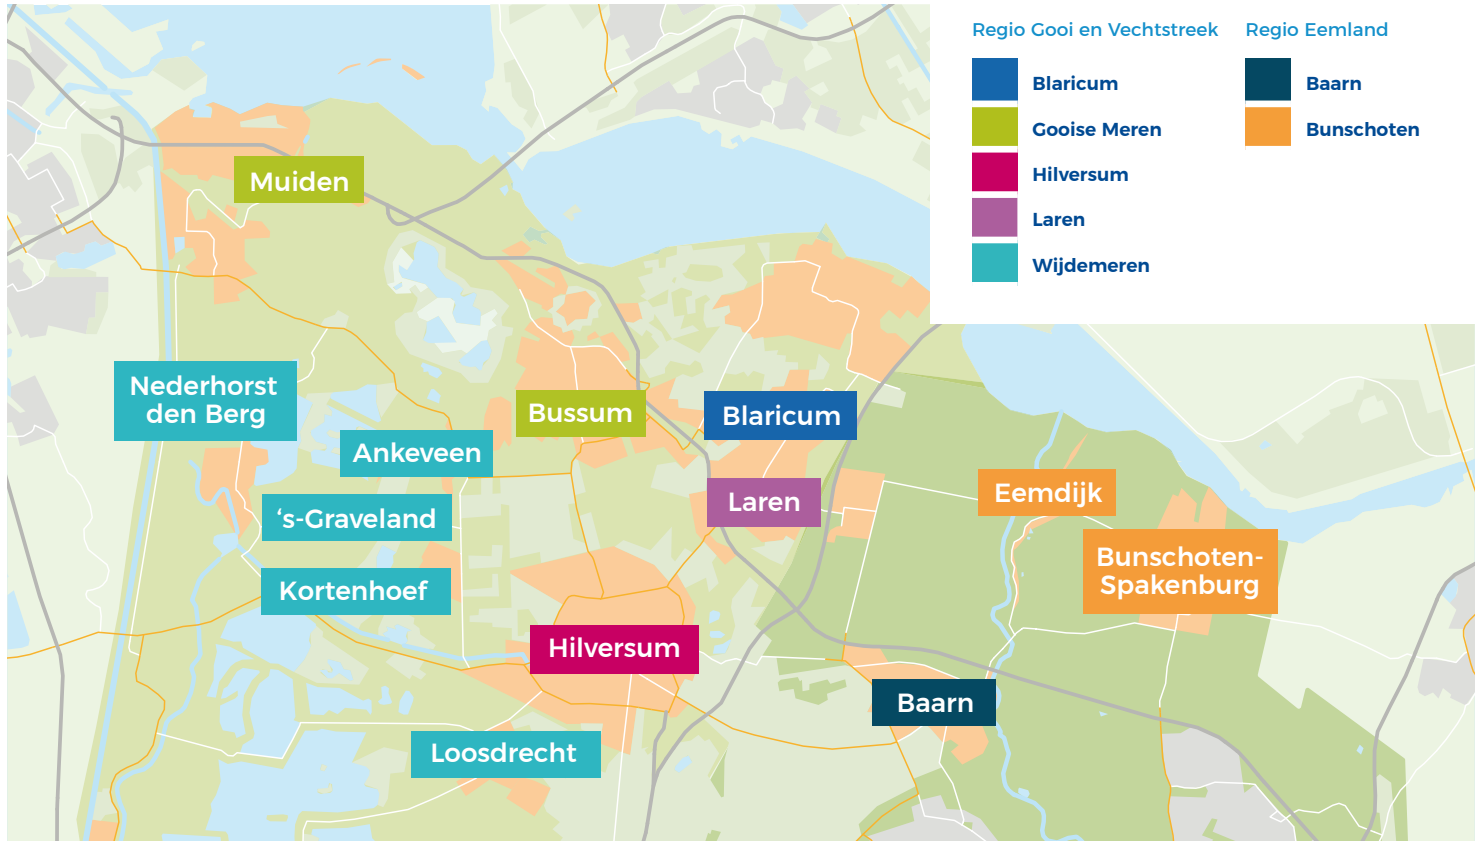 Regio Gooi en Vechtstreek
Blaricum
Gooise Meren
Hilversum
Laren
Wijdemeren
Regio Eemland
Baarn
Bunschoten
Muiden
Nederhorst
den Berg
Bussum
Blaricum
Ankeveen
Laren
Eemdijk
‘s-Graveland
Bunschoten-
Spakenburg
Kortenhoef
Hilversum
Baarn
Loosdrecht